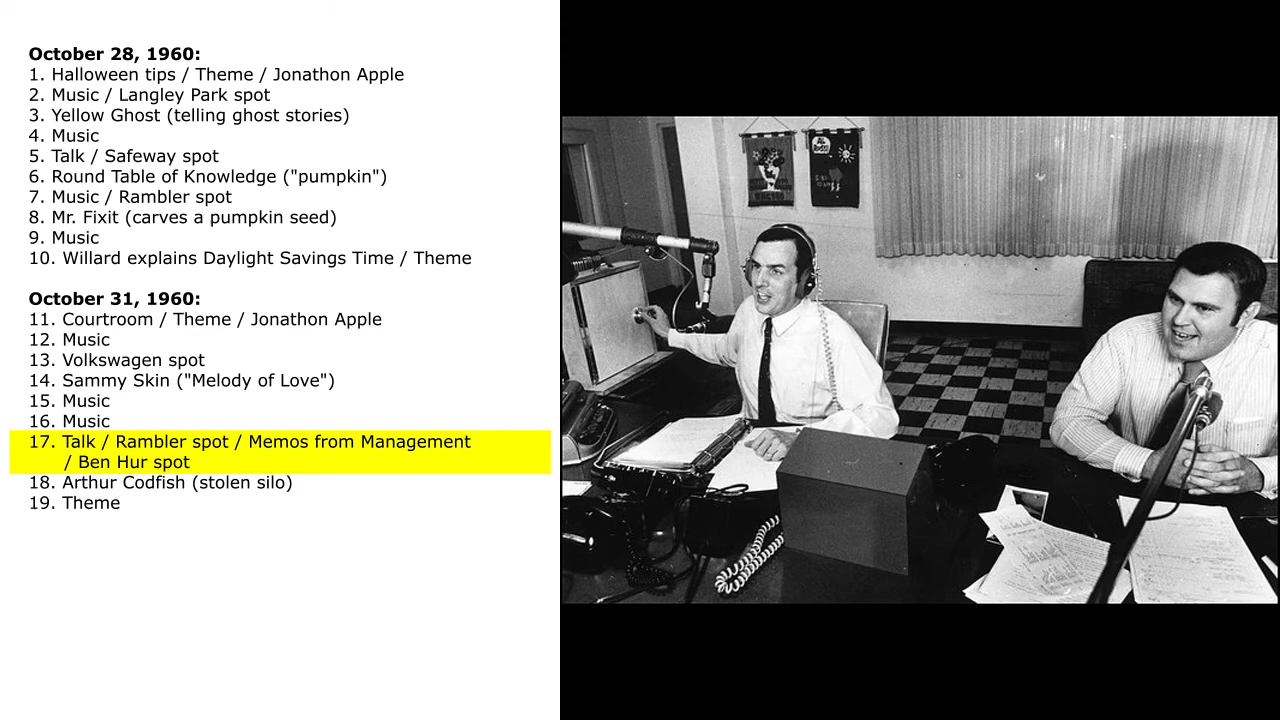 October 28, 1960:
1. Halloween tips / Theme / Jonathon Apple
2. Music / Langley Park spot
3. Yellow Ghost (telling ghost stories)
4. Music
5. Talk / Safeway spot
6. Round Table of Knowledge ("pumpkin")
7. Music / Rambler spot
8. Mr. Fixit (carves a pumpkin seed)
9. Music
10. Willard explains Daylight Savings Time / Theme
October 31, 1960:
11. Courtroom / Theme / Jonathon Apple
12. Music
13. Volkswagen spot
14. Sammy Skin ("Melody of Love")
15. Music
16. Music
17. Talk / Rambler spot / Memos from Management
/ Ben Hur spot
18. Arthur Codfish (stolen silo)
19. Theme